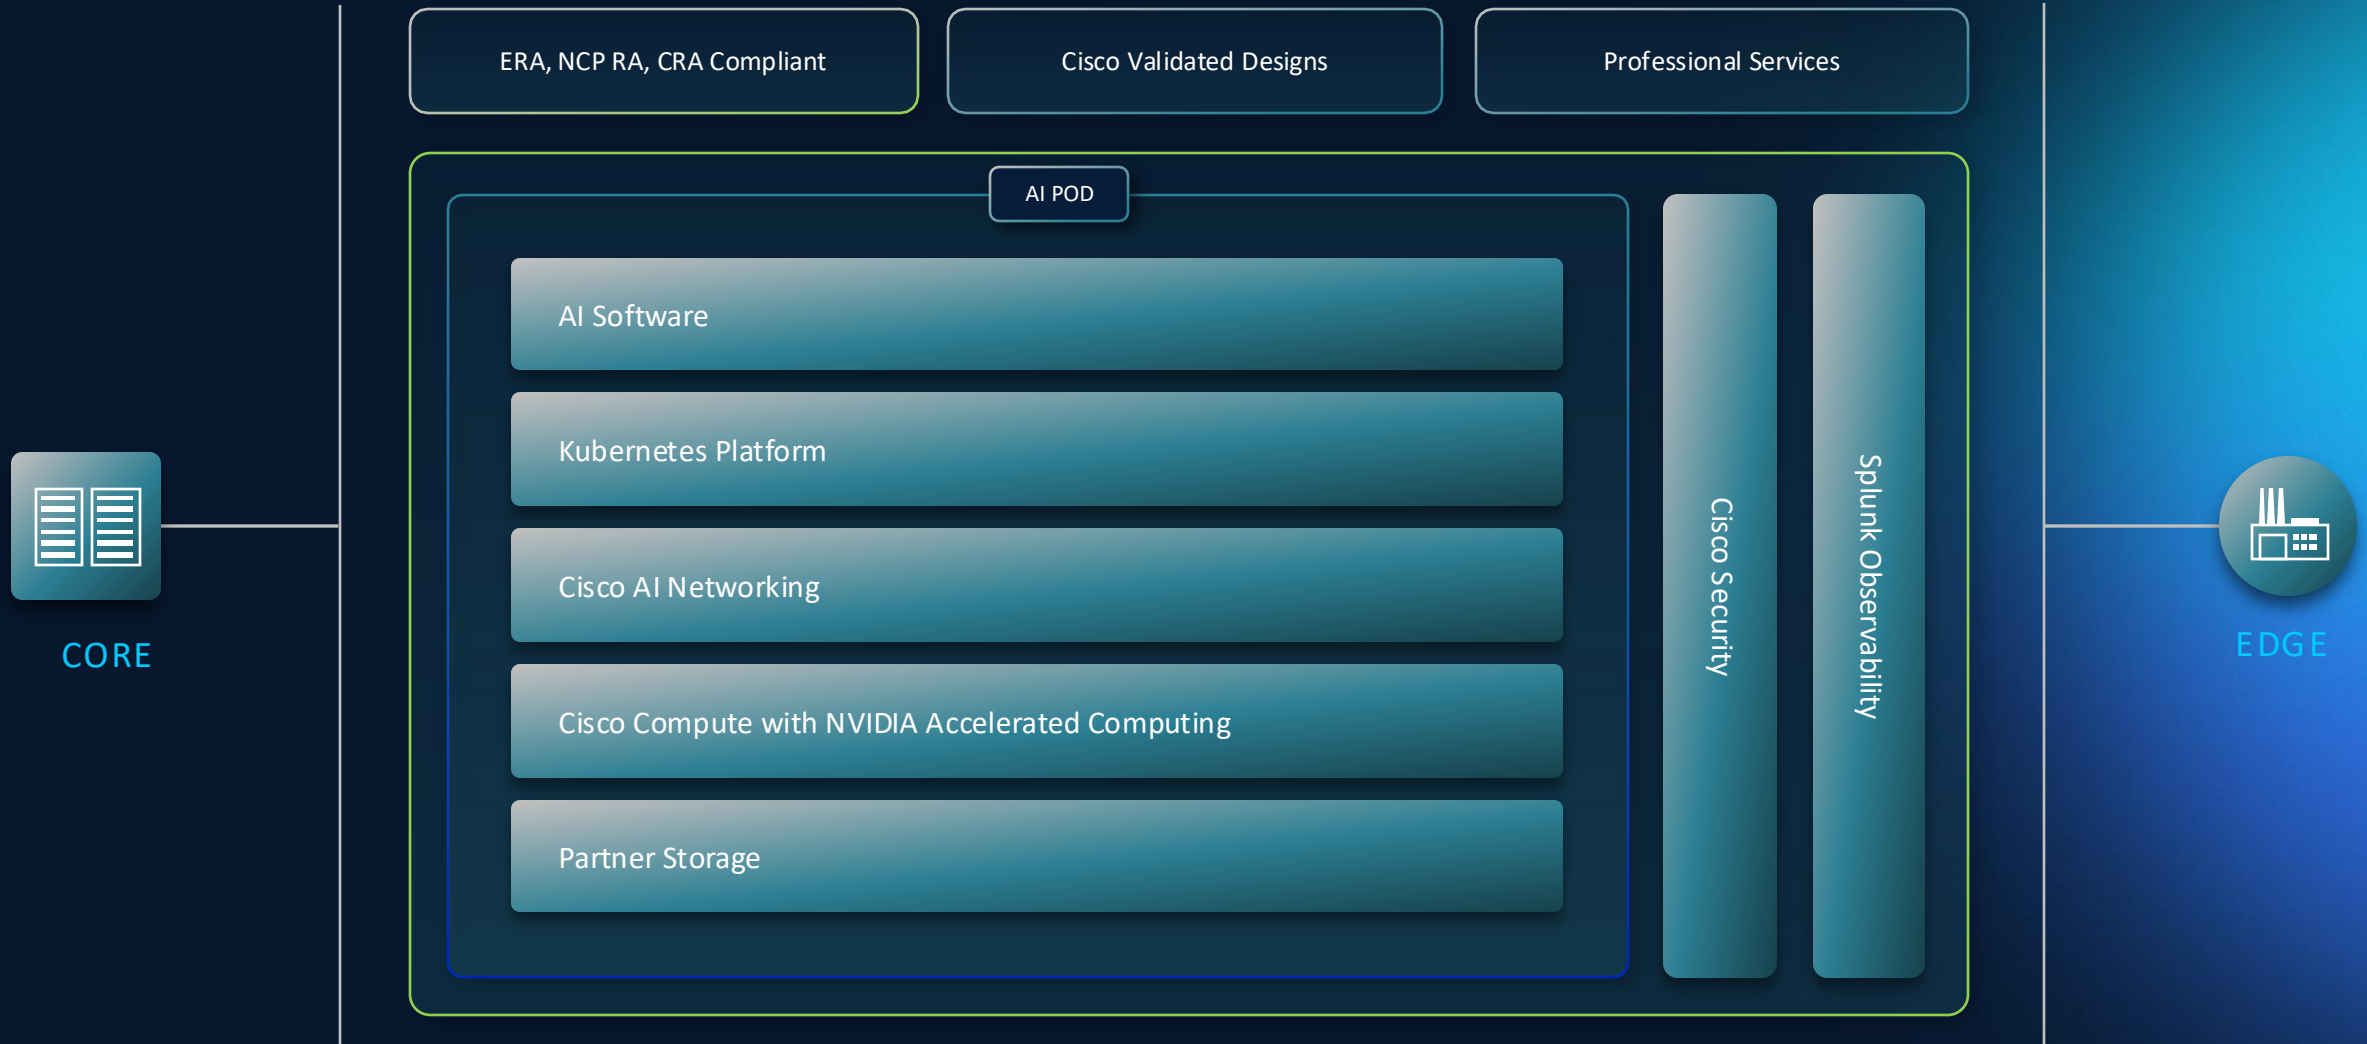 ERA, NCP RA, CRA Compliant
Cisco Validated Designs
Professional Services
AI POD
AI Software
Kubernetes Platform
Cisco AI Networking
Cisco Compute with NVIDIA Accelerated Computing
Partner Storage
Cisco Security
Splunk Observability
CORE
EDGE